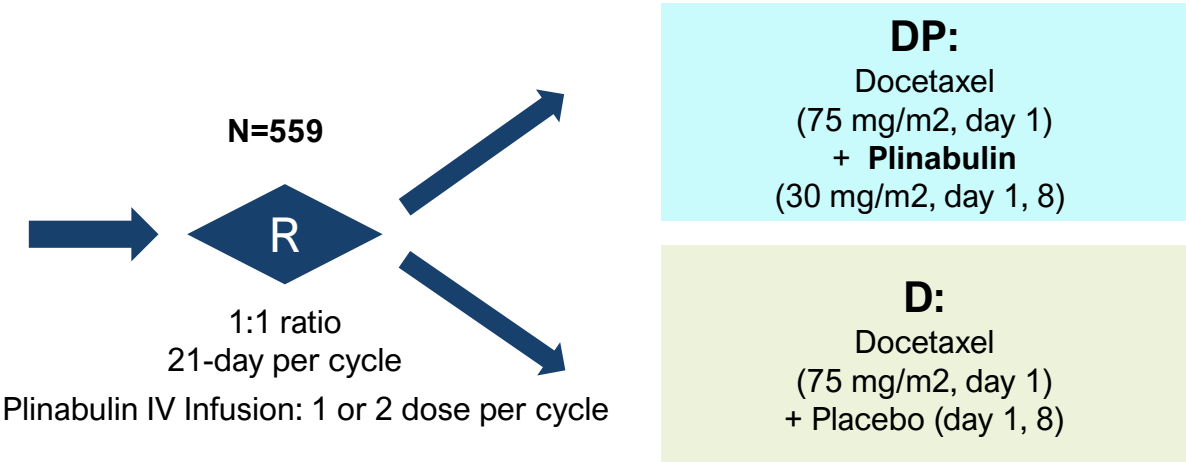 N=559
R
1:1 ratio
21-day per cycle
Plinabulin IV Infusion: 1 or 2 dose per cycle
DP:
Docetaxel
(75 mg/m2, day 1)
+ Plinabulin
(30 mg/m2, day 1, 8)
D:
Docetaxel
(75 mg/m2, day 1)
+ Placebo (day 1, 8)